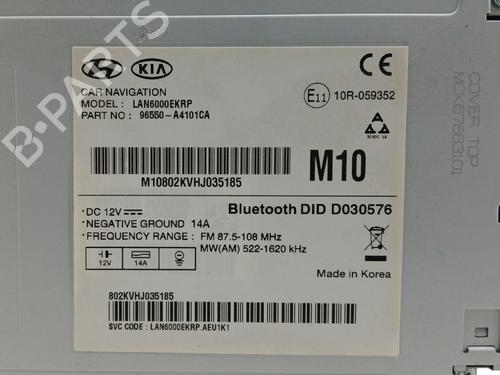 HYUNDAI KIA
CAR NAVIGATION
MODEL : LAN6000EKRP
PART NO : 96550-A4101CA
CE
E11 10R-059352
M10802KVHJ035185
M10
Bluetooth DID D030576
·DC 12V
·NEGATIVE GROUND 14A
·FREQUENCY RANGE : FM 87.5-108 MHz
MW(AM) 522-1620 kHz
12V 14A
Made in Korea
802KVHJ035185
SVC CODE : LAN6000EKRP.AEU1K1
COVER TOP
MCK67683101
B-PARTS